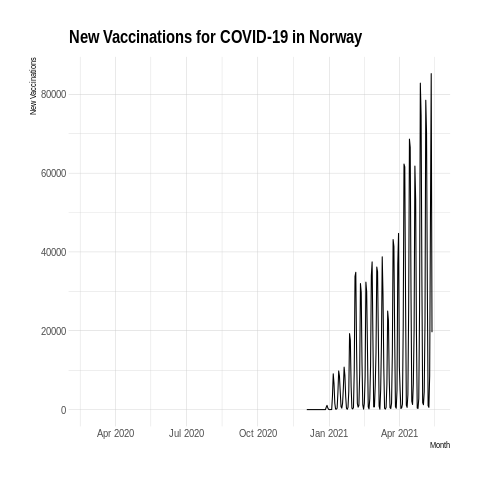 New Vaccinations for COVID-19 in Norway
New Vaccinations
80000
60000
40000
20000
0
Apr 2020 Jul 2020 Oct 2020 Jan 2021 Apr 2021
Month